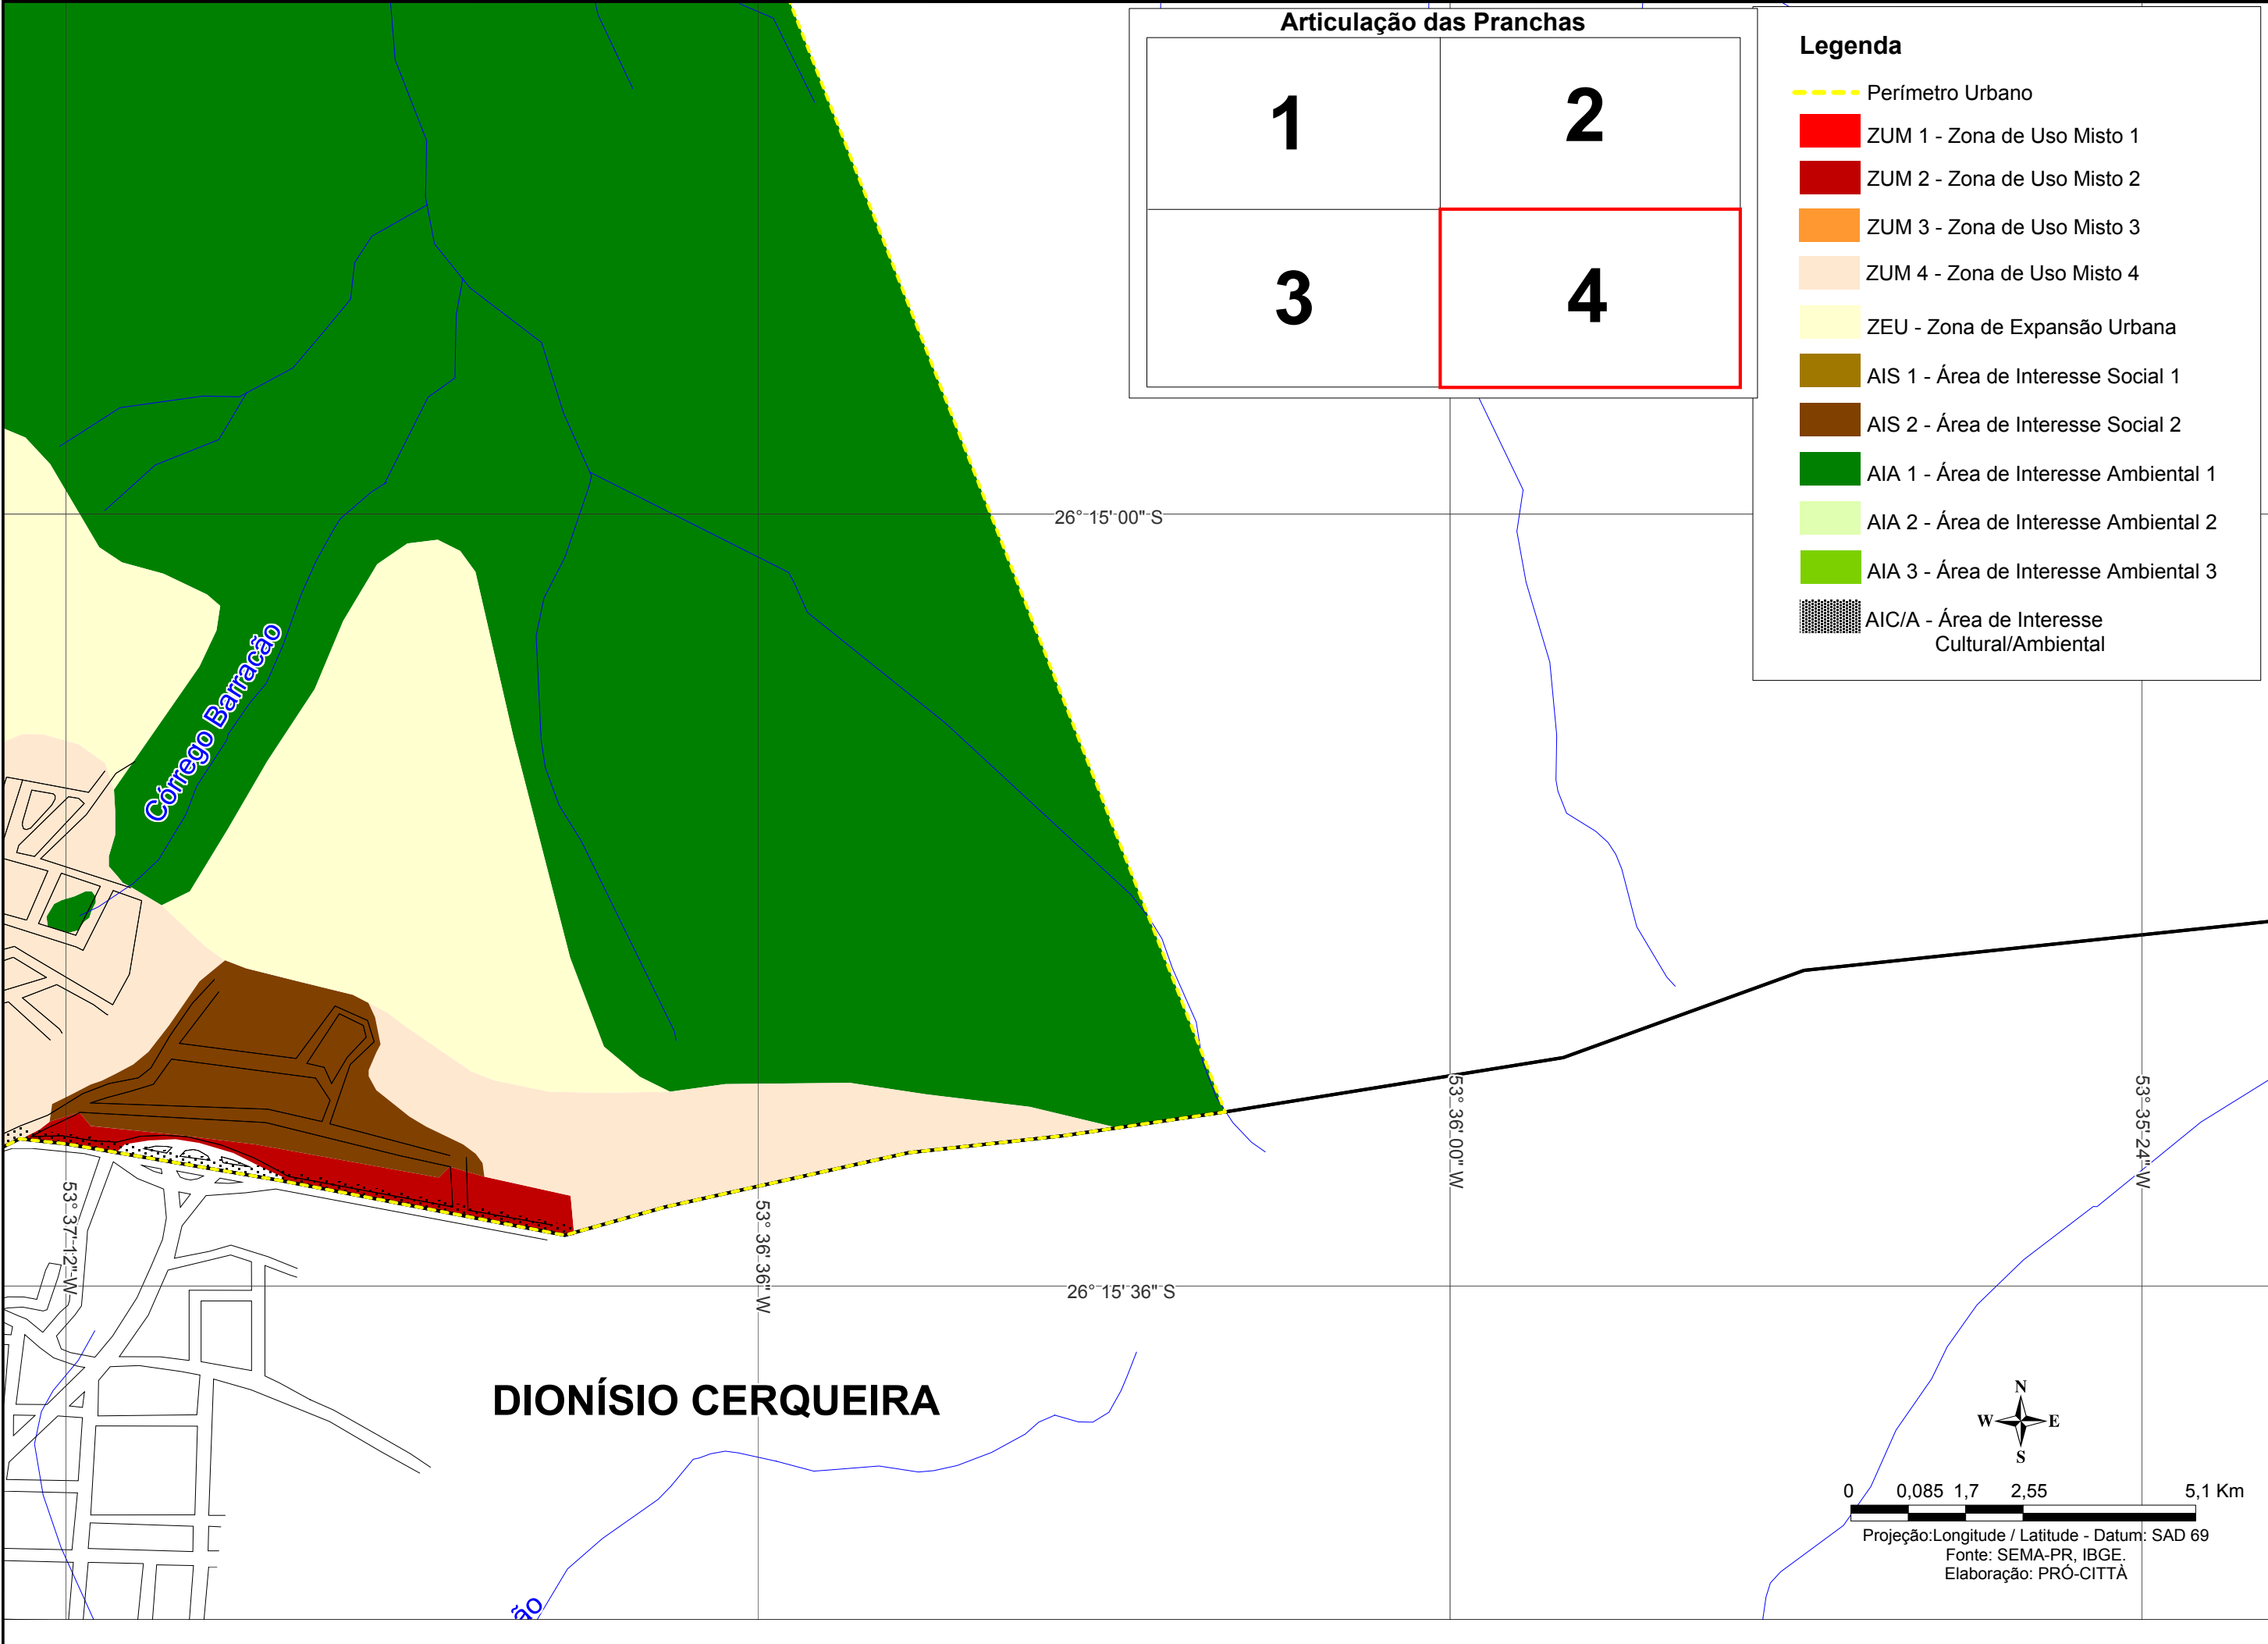 Articulação das Pranchas
1
2
3
4
Legenda
Perímetro Urbano
ZUM 1 - Zona de Uso Misto 1
ZUM 2 - Zona de Uso Misto 2
ZUM 3 - Zona de Uso Misto 3
ZUM 4 - Zona de Uso Misto 4
ZEU - Zona de Expansão Urbana
AIS 1 - Área de Interesse Social 1
AIS 2 - Área de Interesse Social 2
AIA 1 - Área de Interesse Ambiental 1
AIA 2 - Área de Interesse Ambiental 2
AIA 3 - Área de Interesse Ambiental 3
AIC/A - Área de Interesse
Cultural/Ambiental
26° 15' 00" S
Córrego Barracão
53° 37' 12" W
53° 36' 36" W
53° 36' 00" W
53° 35' 24" W
26° 15' 36" S
DIONÍSIO CERQUEIRA
ão
N
W E
S
0 0,085 1,7 2,55 5,1 Km
Projeção:Longitude / Latitude - Datum: SAD 69
Fonte: SEMA-PR, IBGE.
Elaboração: PRÓ-CITTÀ